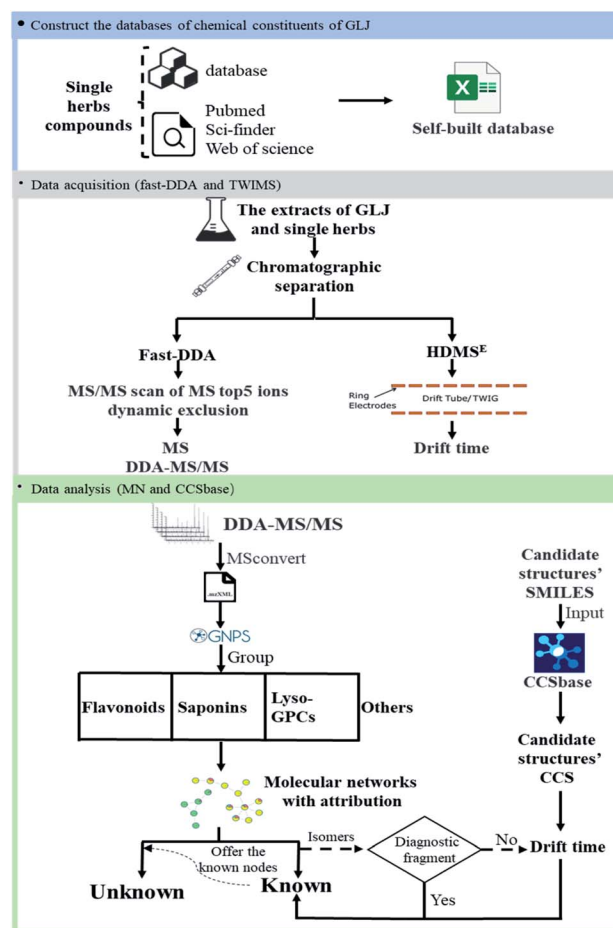 • Construct the databases of chemical constituents of GLJ
database
Single
herbs
compounds
Pubmed
Sci-finder
Web of science
Self-built database
• Data acquisition (fast-DDA and TWIMS)
The extracts of GLJ
and single herbs
Chromatographic
separation
Fast-DDA
HDMSᴱ
MS/MS scan of MS top5 ions
dynamic exclusion
Ring
Electrodes
Drift Tube/TWIG
MS
DDA-MS/MS
Drift time
• Data analysis (MN and CCSbase)
DDA-MS/MS
MSconvert
.mzXML
GNPS
Group
Flavonoids
Saponins
Lyso-
GPCs
Others
Candidate
structures'
SMILES
Input
CCSbase
Candidate
structures'
CCS
Molecular networks
with attribution
Offer the
known nodes
Isomers
Diagnostic
fragment
No
Drift time
Unknown
Known
Yes